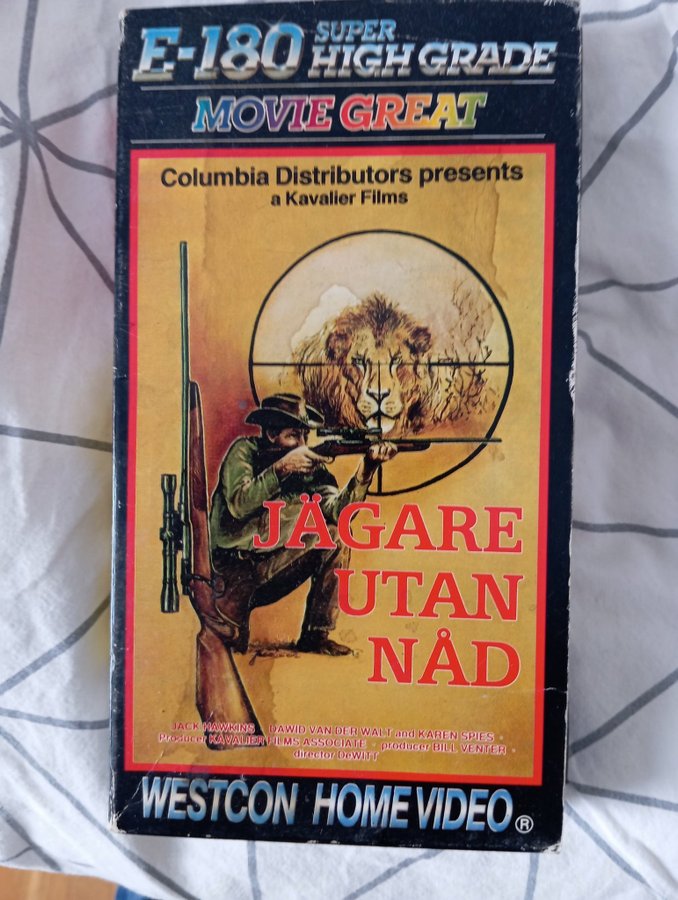 E-180 SUPER HIGH GRADE
MOVIE GREAT
Columbia Distributors presents
a Kavalier Films
JÄGARE
UTAN
NÅD
JACK HAWKINS · DAWID VAN DER WALT and KAREN SPIES ·
Producer KAVALIER FILMS ASSOCIATE · producer BILL VENTER ·
director DeWITT
WESTCON HOME VIDEO ®